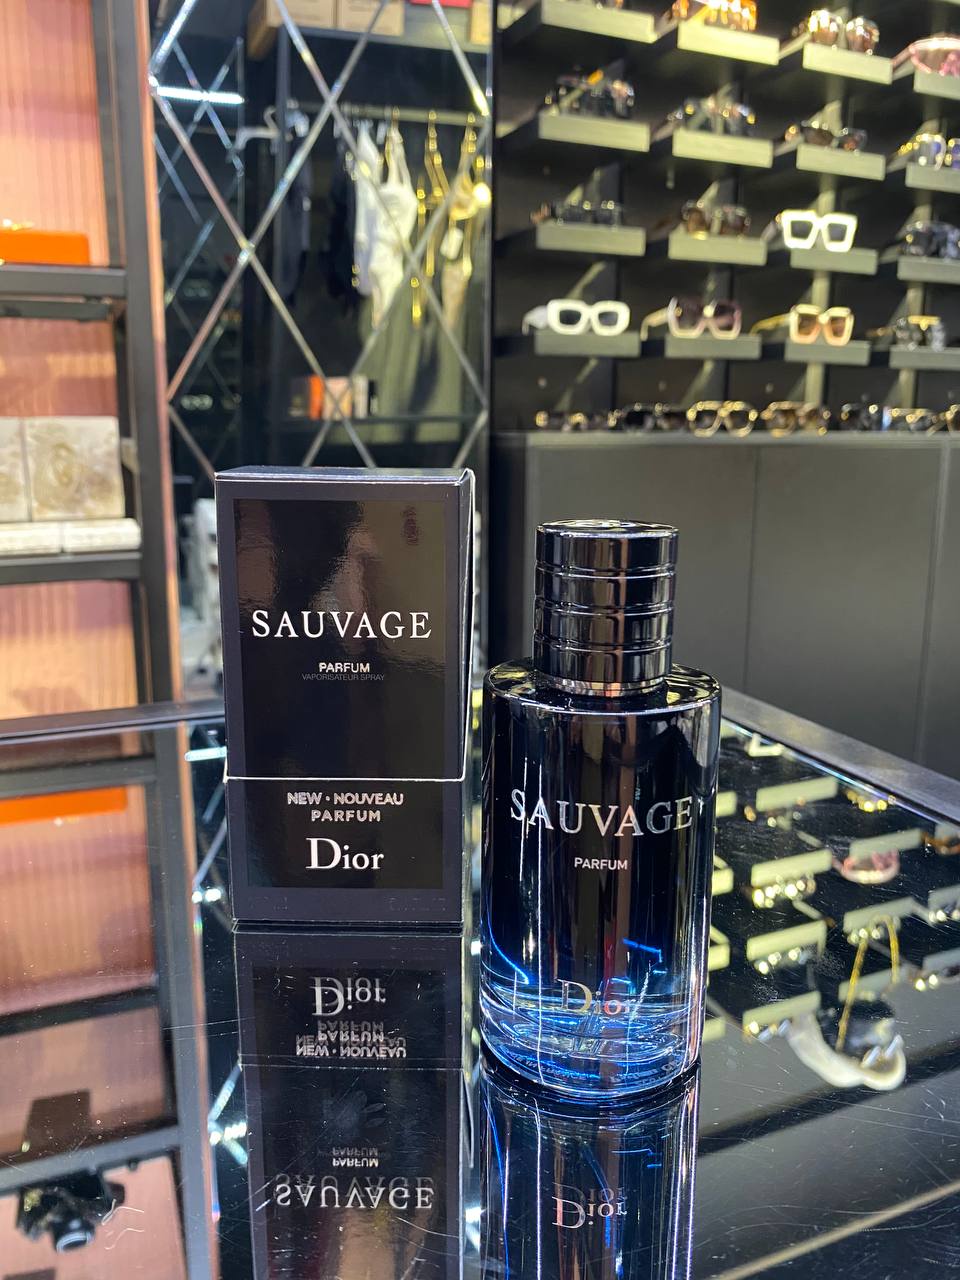 SAUVAGE
PARFUM
VAPORISATEUR SPRAY
NEW • NOUVEAU
PARFUM
Dior
SAUVAGE
PARFUM
Dior